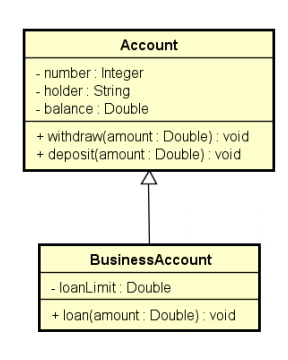 Account
- number : Integer
- holder : String
- balance : Double
+ withdraw(amount : Double) : void
+ deposit(amount : Double) : void
BusinessAccount
- loanLimit : Double
+ loan(amount : Double) : void